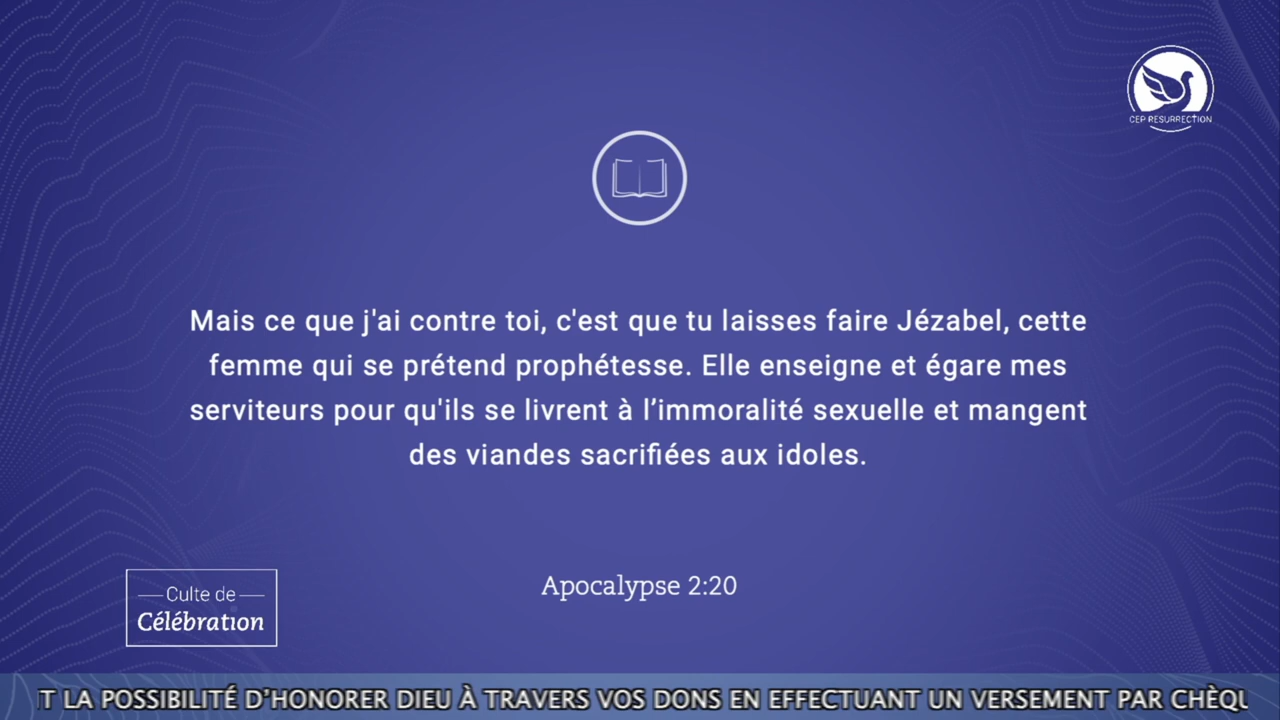 CEP RESURRECTION
Mais ce que j'ai contre toi, c'est que tu laisses faire Jézabel, cette
femme qui se prétend prophétesse. Elle enseigne et égare mes
serviteurs pour qu'ils se livrent à l’immoralité sexuelle et mangent
des viandes sacrifiées aux idoles.
Apocalypse 2:20
Culte de
Célébration
T LA POSSIBILITÉ D’HONORER DIEU À TRAVERS VOS DONS EN EFFECTUANT UN VERSEMENT PAR CHÈQU